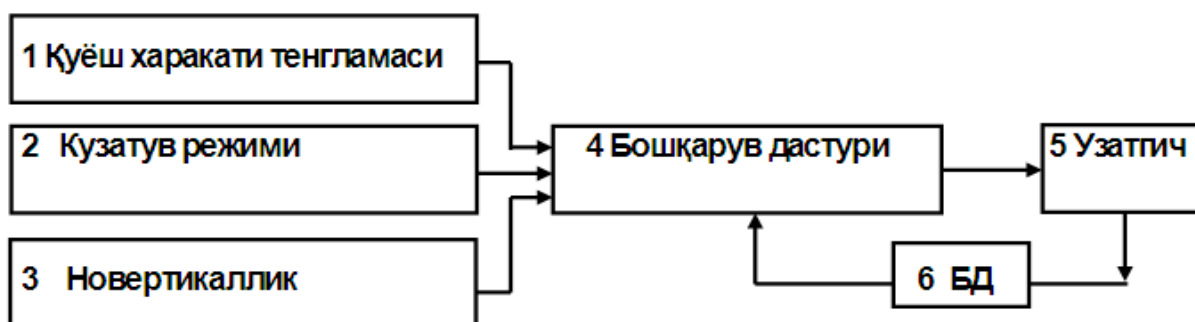 1 Қуёш харакати тенгламаси
2 Кузатув режими
3 Новертикаллик
4 Бошқарув дастури
5 Узатгич
6 БД